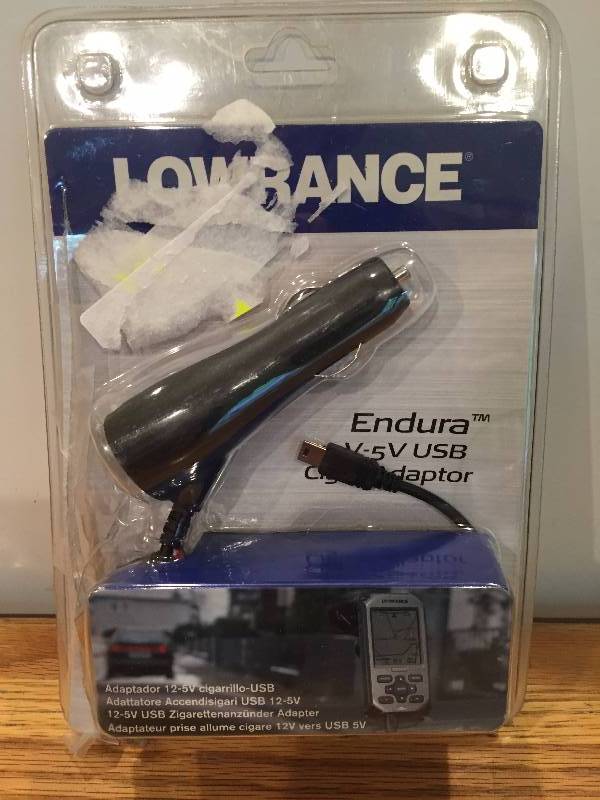 LOWRANCE®
Endura™
V-5V USB
Adaptor
LOWRANCE
Adaptador 12-5V cigarrillo-USB
Adattatore Accendisigari USB 12-5V
12-5V USB Zigarettenanzünder Adapter
Adaptateur prise allume cigare 12V vers USB 5V